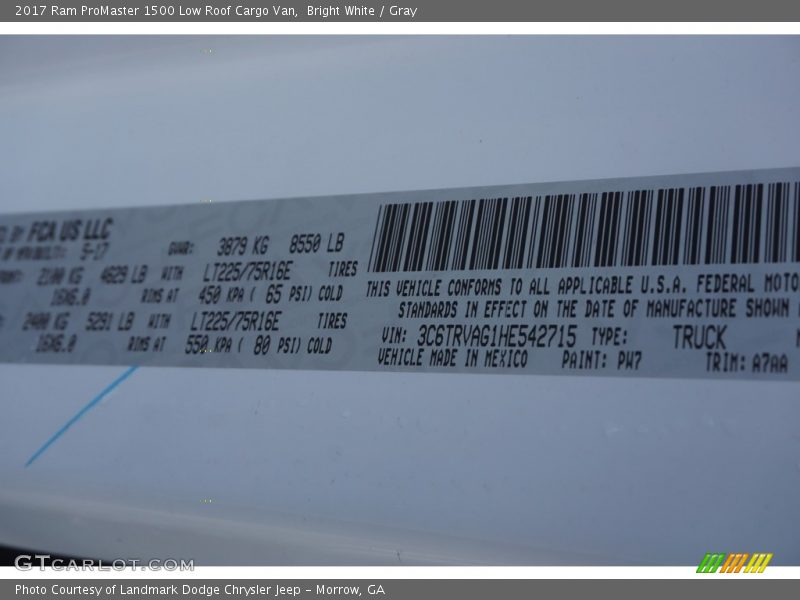 2017 Ram ProMaster 1500 Low Roof Cargo Van,  Bright White / Gray
FCA US LLC
5-17
GVWR: 3879 KG 8550 LB
2100 KG 4629 LB WITH LT225/75R16E TIRES
16X6.0 RIMS AT 450 KPA ( 65 PSI) COLD
2400 KG 5291 LB WITH LT225/75R16E TIRES
16X6.0 RIMS AT 550 KPA ( 80 PSI) COLD
THIS VEHICLE CONFORMS TO ALL APPLICABLE U.S.A. FEDERAL MOTO
STANDARDS IN EFFECT ON THE DATE OF MANUFACTURE SHOWN
VIN: 3C6TRVAG1HE542715 TYPE: TRUCK
VEHICLE MADE IN MEXICO PAINT: PW7 TRIM: A7AA
GTCARLOT.COM
Photo Courtesy of Landmark Dodge Chrysler Jeep – Morrow, GA